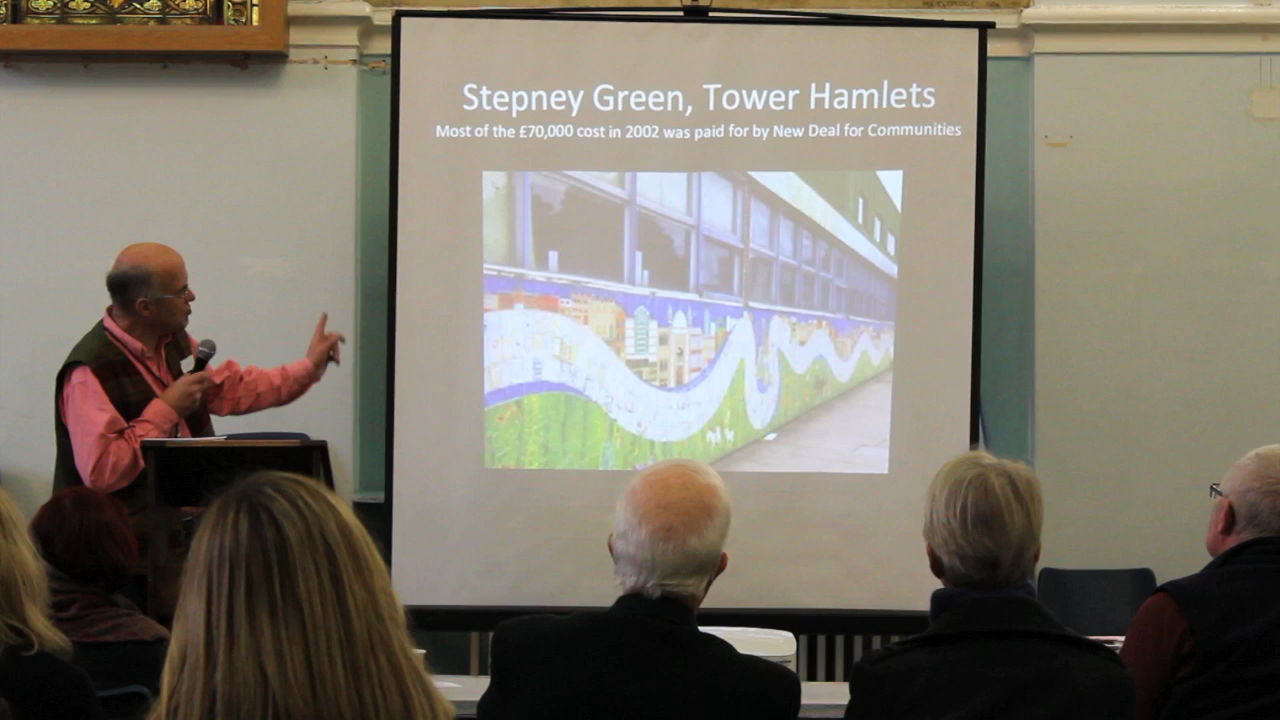 Stepney Green, Tower Hamlets
Most of the £70,000 cost in 2002 was paid for by New Deal for Communities